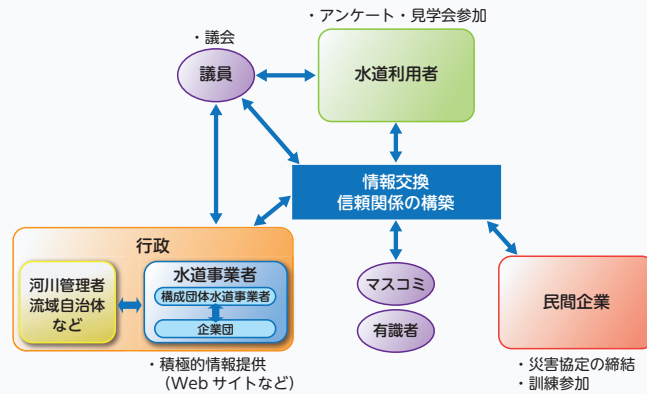 ・アンケート・見学会参加
・議会
議員
水道利用者
情報交換
信頼関係の構築
行政
河川管理者
流域自治体
など
水道事業者
構成団体水道事業者
企業団
マスコミ
有識者
民間企業
・積極的情報提供
（Web サイトなど）
・災害協定の締結
・訓練参加